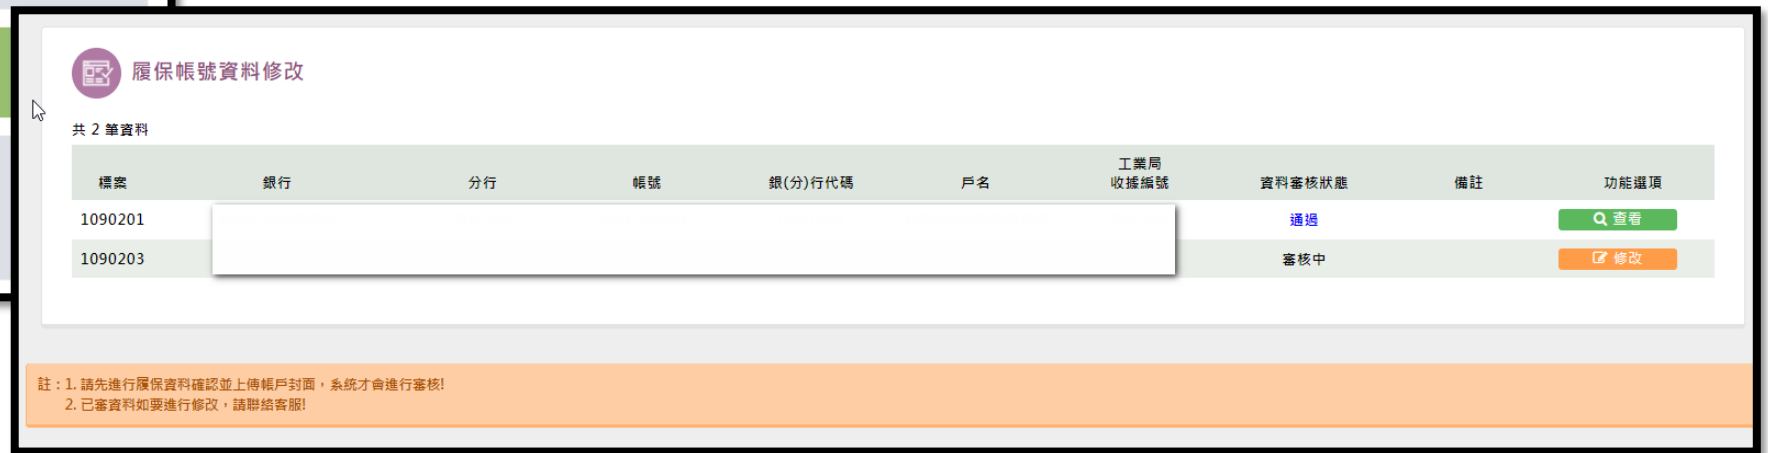 履保帳號資料修改
共 2 筆資料
標案 銀行 分行 帳號 銀(分)行代碼 戶名 工業局 收據編號 資料審核狀態 備註 功能選項
1090201 通過 查看
1090203 審核中 修改
註：1. 請先進行履保資料確認並上傳帳戶封面，系統才會進行審核!
2. 已審資料如要進行修改，請聯絡客服!